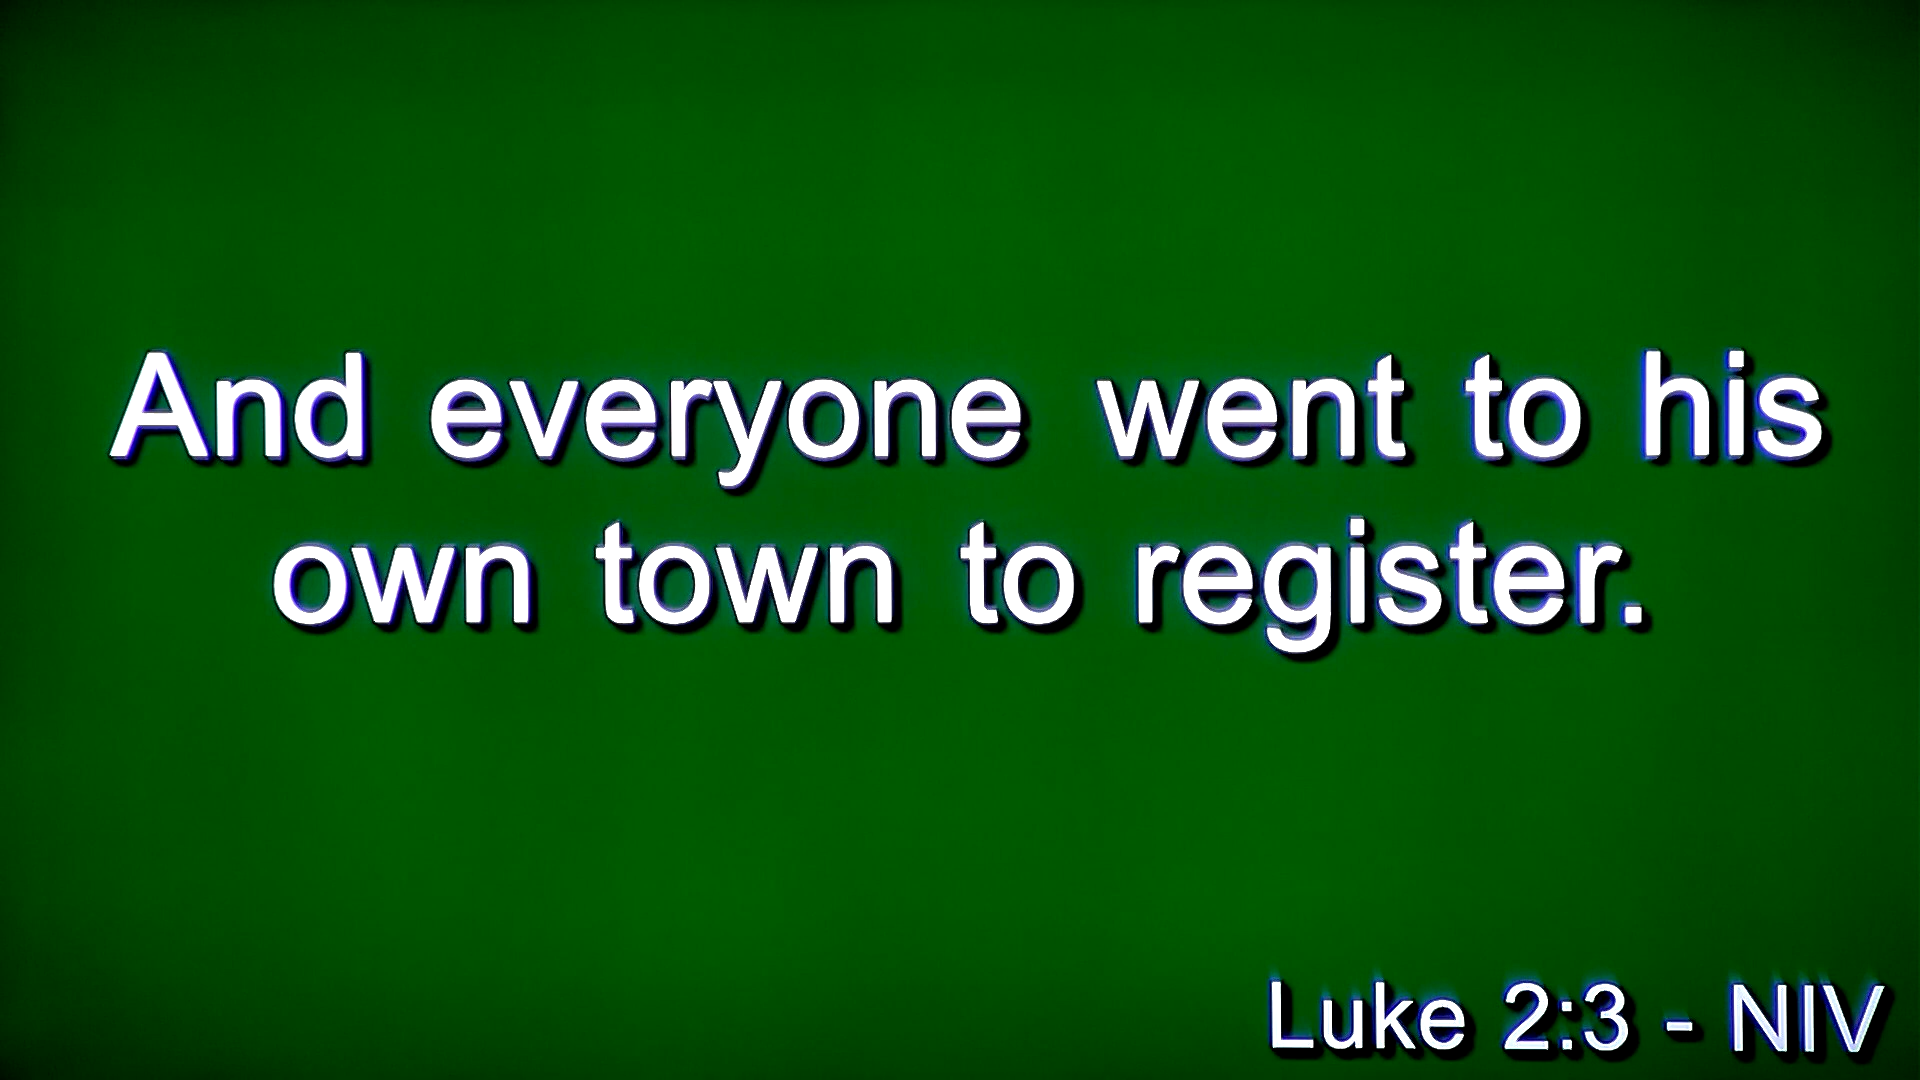 And everyone went to his
own town to register.
Luke 2:3 - NIV